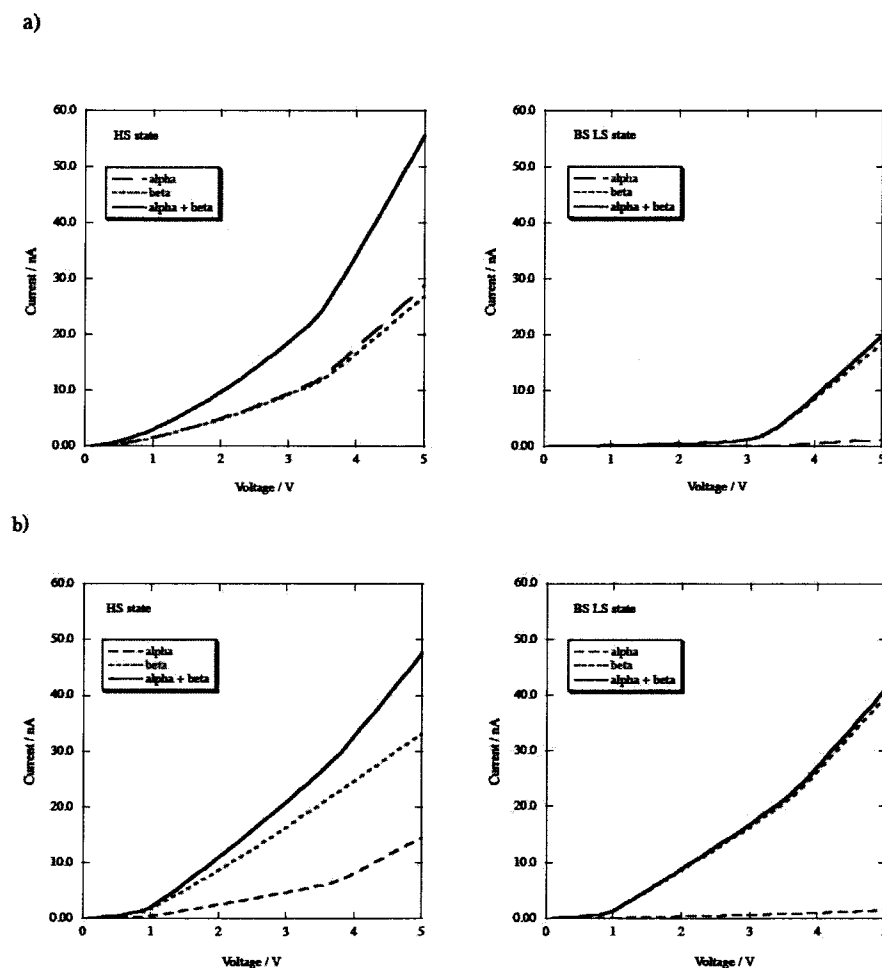 a)
60.0
50.0
40.0
30.0
20.0
10.0
0.00
HS state
alpha
beta
alpha + beta
Current / nA
0 1 2 3 4 5
Voltage / V
60.0
50.0
40.0
30.0
20.0
10.0
0.00
BS LS state
alpha
beta
alpha + beta
Current / nA
0 1 2 3 4 5
Voltage / V
b)
60.0
50.0
40.0
30.0
20.0
10.0
0.00
HS state
alpha
beta
alpha + beta
Current / nA
0 1 2 3 4 5
Voltage / V
60.0
50.0
40.0
30.0
20.0
10.0
0.00
BS LS state
alpha
beta
alpha + beta
Current / nA
0 1 2 3 4 5
Voltage / V